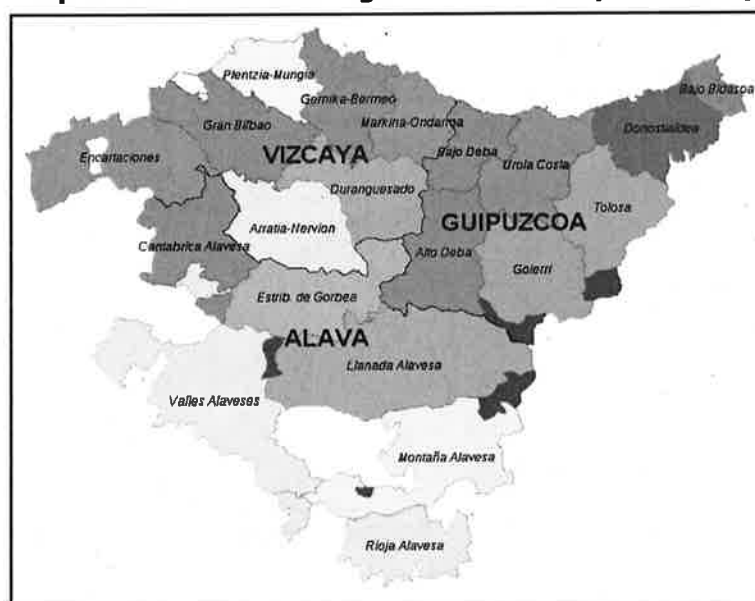 Plentzia-Mungia
Bajo Bidasoa
Gernika-Bermeo
Gran Bilbao
Markina-Ondarroa
Donostialdea
Encartaciones
VIZCAYA
Bajo Deba
Urola Costa
Duranguesado
Tolosa
Arratia-Nervion
GUIPUZCOA
Cantabrica Alavesa
Alto Deba
Goierri
Estrib. de Gorbea
ALAVA
Llanada Alavesa
Valles Alaveses
Montaña Alavesa
Rioja Alavesa